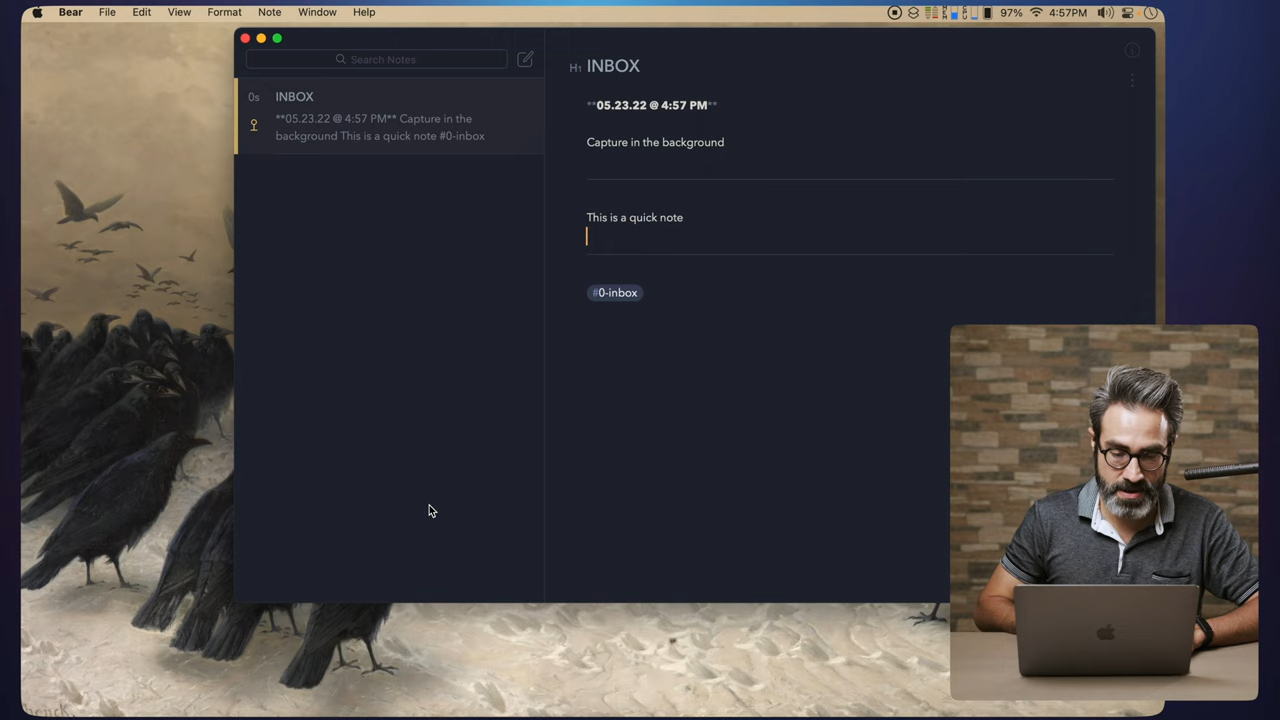 Bear File Edit View Format Note Window Help 97% 4:57PM
Search Notes
0s INBOX
**05.23.22 @ 4:57 PM** Capture in the
background This is a quick note #0-inbox
H1 INBOX
**05.23.22 @ 4:57 PM**
Capture in the background
This is a quick note
#0-inbox